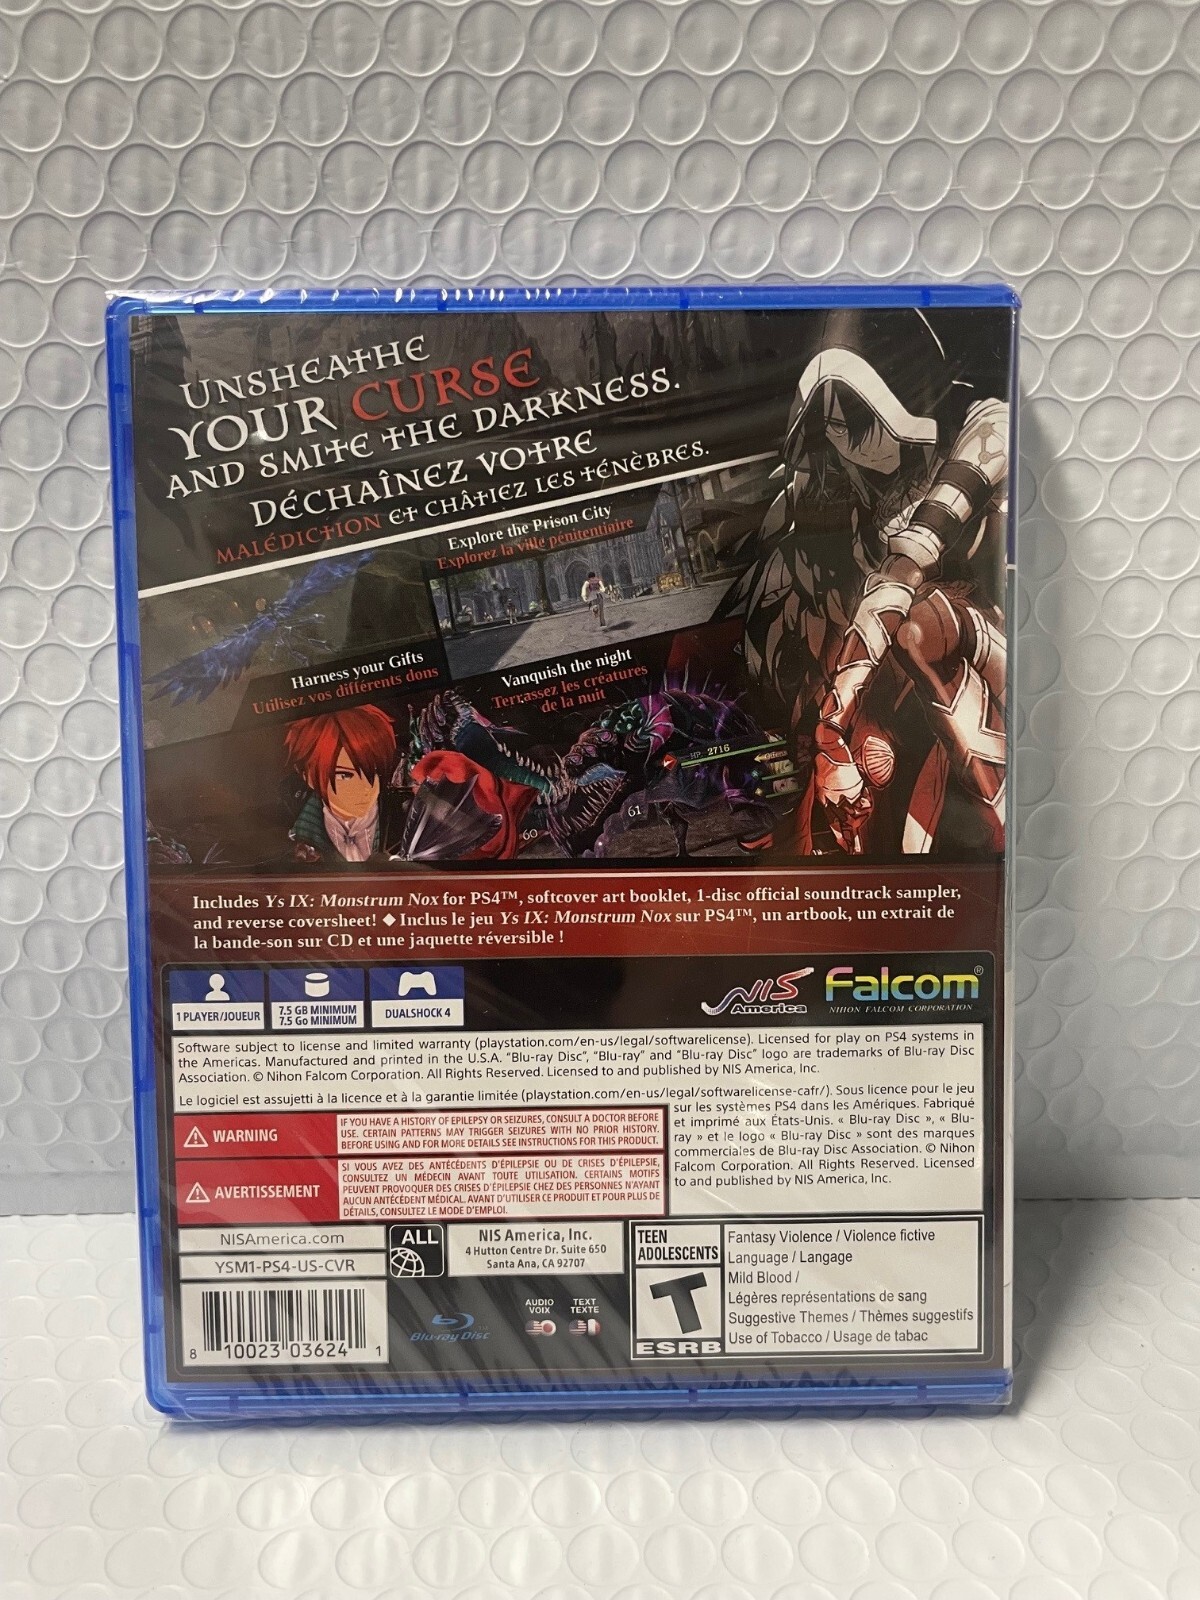 UNSHEATHE
YOUR CURSE
AND SMITE THE DARKNESS.
DÉCHAÎNEZ VOTRE
MALÉDICTION ET CHÂTIEZ LES TÉNÈBRES.
Explore the Prison City
Explorez la ville pénitentiaire
Harness your Gifts
Utilisez vos différents dons
Vanquish the night
Terrassez les créatures
de la nuit
HP 2716
60
61
Includes Ys IX: Monstrum Nox for PS4™, softcover art booklet, 1-disc official soundtrack sampler,
and reverse coversheet! ◆ Inclus le jeu Ys IX: Monstrum Nox sur PS4™, un artbook, un extrait de
la bande-son sur CD et une jaquette réversible !
1 PLAYER/JOUEUR
7.5 GB MINIMUM
7.5 Go MINIMUM
DUALSHOCK 4
NIS
America
Falcom®
NIHON FALCOM CORPORATION
Software subject to license and limited warranty (playstation.com/en-us/legal/softwarelicense). Licensed for play on PS4 systems in
the Americas. Manufactured and printed in the U.S.A. "Blu-ray Disc", "Blu-ray" and "Blu-ray Disc" logo are trademarks of Blu-ray Disc
Association. © Nihon Falcom Corporation. All Rights Reserved. Licensed to and published by NIS America, Inc.
Le logiciel est assujetti à la licence et à la garantie limitée (playstation.com/en-us/legal/softwarelicense-cafr/). Sous licence pour le jeu
sur les systèmes PS4 dans les Amériques. Fabriqué
et imprimé aux États-Unis. « Blu-ray Disc », « Blu-
ray » et le logo « Blu-ray Disc » sont des marques
commerciales de Blu-ray Disc Association. © Nihon
Falcom Corporation. All Rights Reserved. Licensed
to and published by NIS America, Inc.
WARNING
IF YOU HAVE A HISTORY OF EPILEPSY OR SEIZURES, CONSULT A DOCTOR BEFORE
USE. CERTAIN PATTERNS MAY TRIGGER SEIZURES WITH NO PRIOR HISTORY.
BEFORE USING AND FOR MORE DETAILS SEE INSTRUCTIONS FOR THIS PRODUCT.
AVERTISSEMENT
SI VOUS AVEZ DES ANTÉCÉDENTS D'ÉPILEPSIE OU DE CRISES D'ÉPILEPSIE,
CONSULTEZ UN MÉDECIN AVANT TOUTE UTILISATION. CERTAINS MOTIFS
PEUVENT PROVOQUER DES CRISES D'ÉPILEPSIE CHEZ DES PERSONNES N'AYANT
AUCUN ANTÉCÉDENT MÉDICAL. AVANT D'UTILISER CE PRODUIT ET POUR PLUS DE
DÉTAILS, CONSULTEZ LE MODE D'EMPLOI.
NISAmerica.com
YSM1-PS4-US-CVR
ALL
NIS America, Inc.
4 Hutton Centre Dr. Suite 650
Santa Ana, CA 92707
8 10023 03624 1
Blu-ray Disc
AUDIO
VOIX
TEXT
TEXTE
TEEN
ADOLESCENTS
T
ESRB
Fantasy Violence / Violence fictive
Language / Langage
Mild Blood /
Légères représentations de sang
Suggestive Themes / Thèmes suggestifs
Use of Tobacco / Usage de tabac